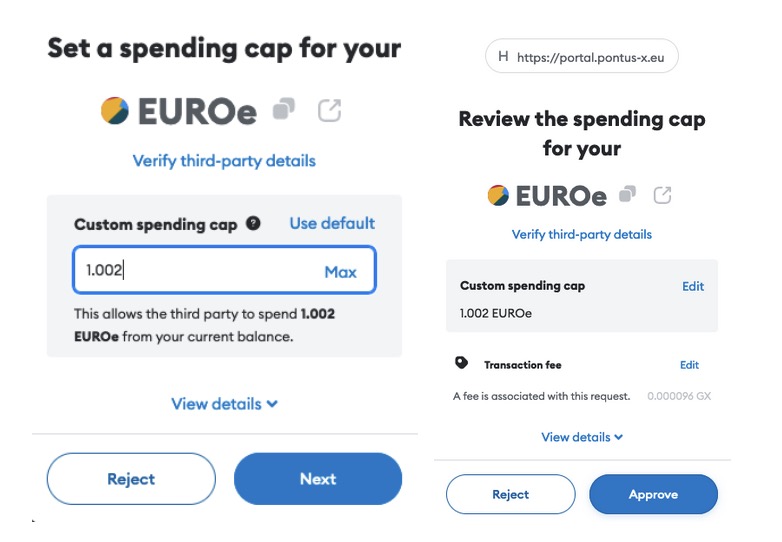 Set a spending cap for your
EUROe
Verify third-party details
Custom spending cap ? Use default
1.002 Max
This allows the third party to spend 1.002
EUROe from your current balance.
View details
Reject Next
H https://portal.pontus-x.eu
Review the spending cap
for your
EUROe
Verify third-party details
Custom spending cap Edit
1.002 EUROe
Transaction fee Edit
A fee is associated with this request. 0.000096 GX
View details
Reject Approve